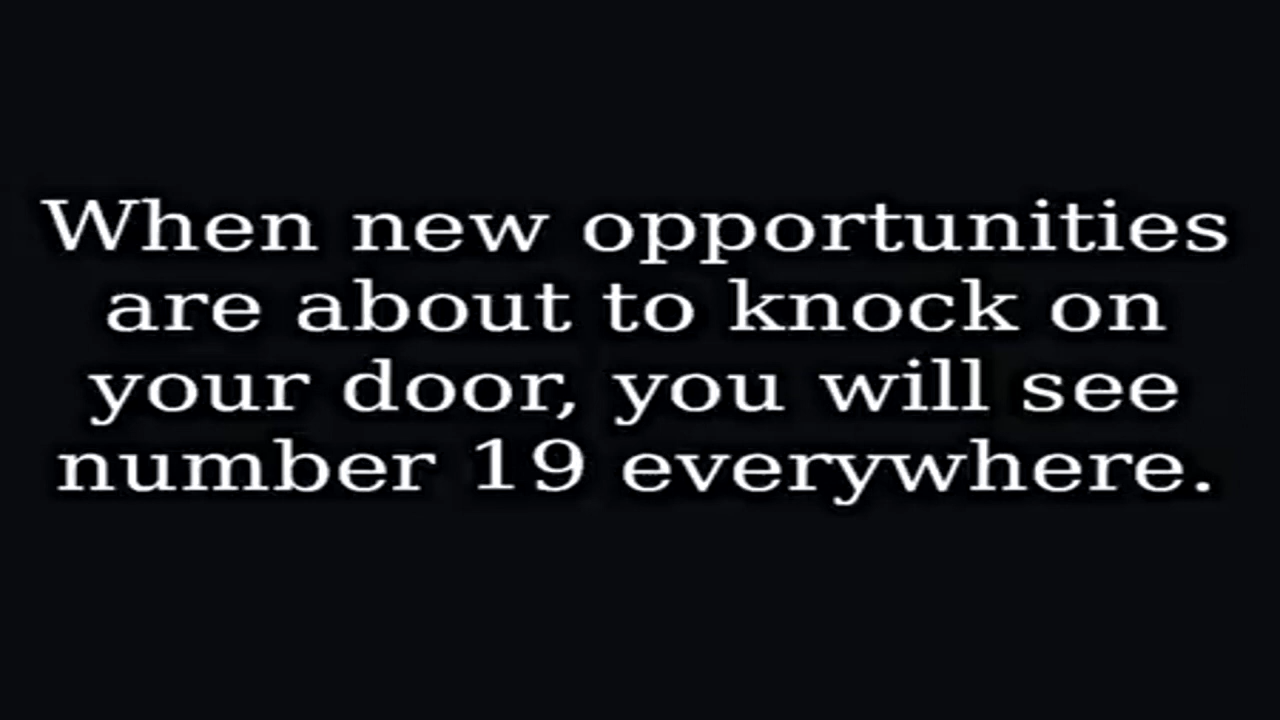 When new opportunities
are about to knock on
your door, you will see
number 19 everywhere.